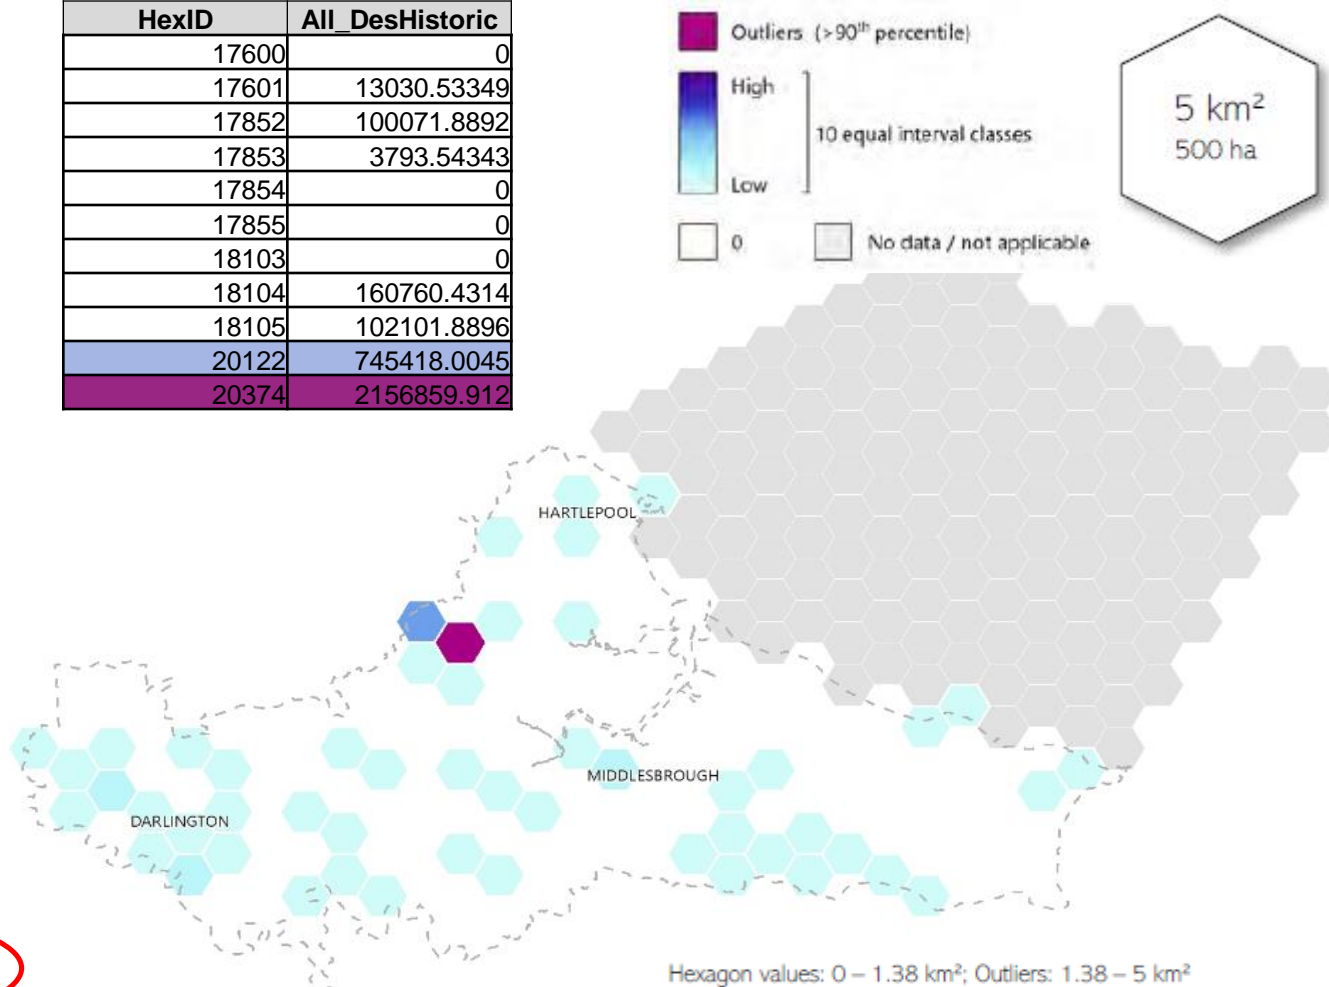 HexID All_DesHistoric
17600 0
17601 13030.53349
17852 100071.8892
17853 3793.54343
17854 0
17855 0
18103 0
18104 160760.4314
18105 102101.8896
20122 745418.0045
20374 2156859.912
Outliers (>90th percentile)
High
10 equal interval classes
Low
0 No data / not applicable
5 km²
500 ha
HARTLEPOOL
MIDDLESBROUGH
DARLINGTON
Hexagon values: 0 – 1.38 km²; Outliers: 1.38 – 5 km²